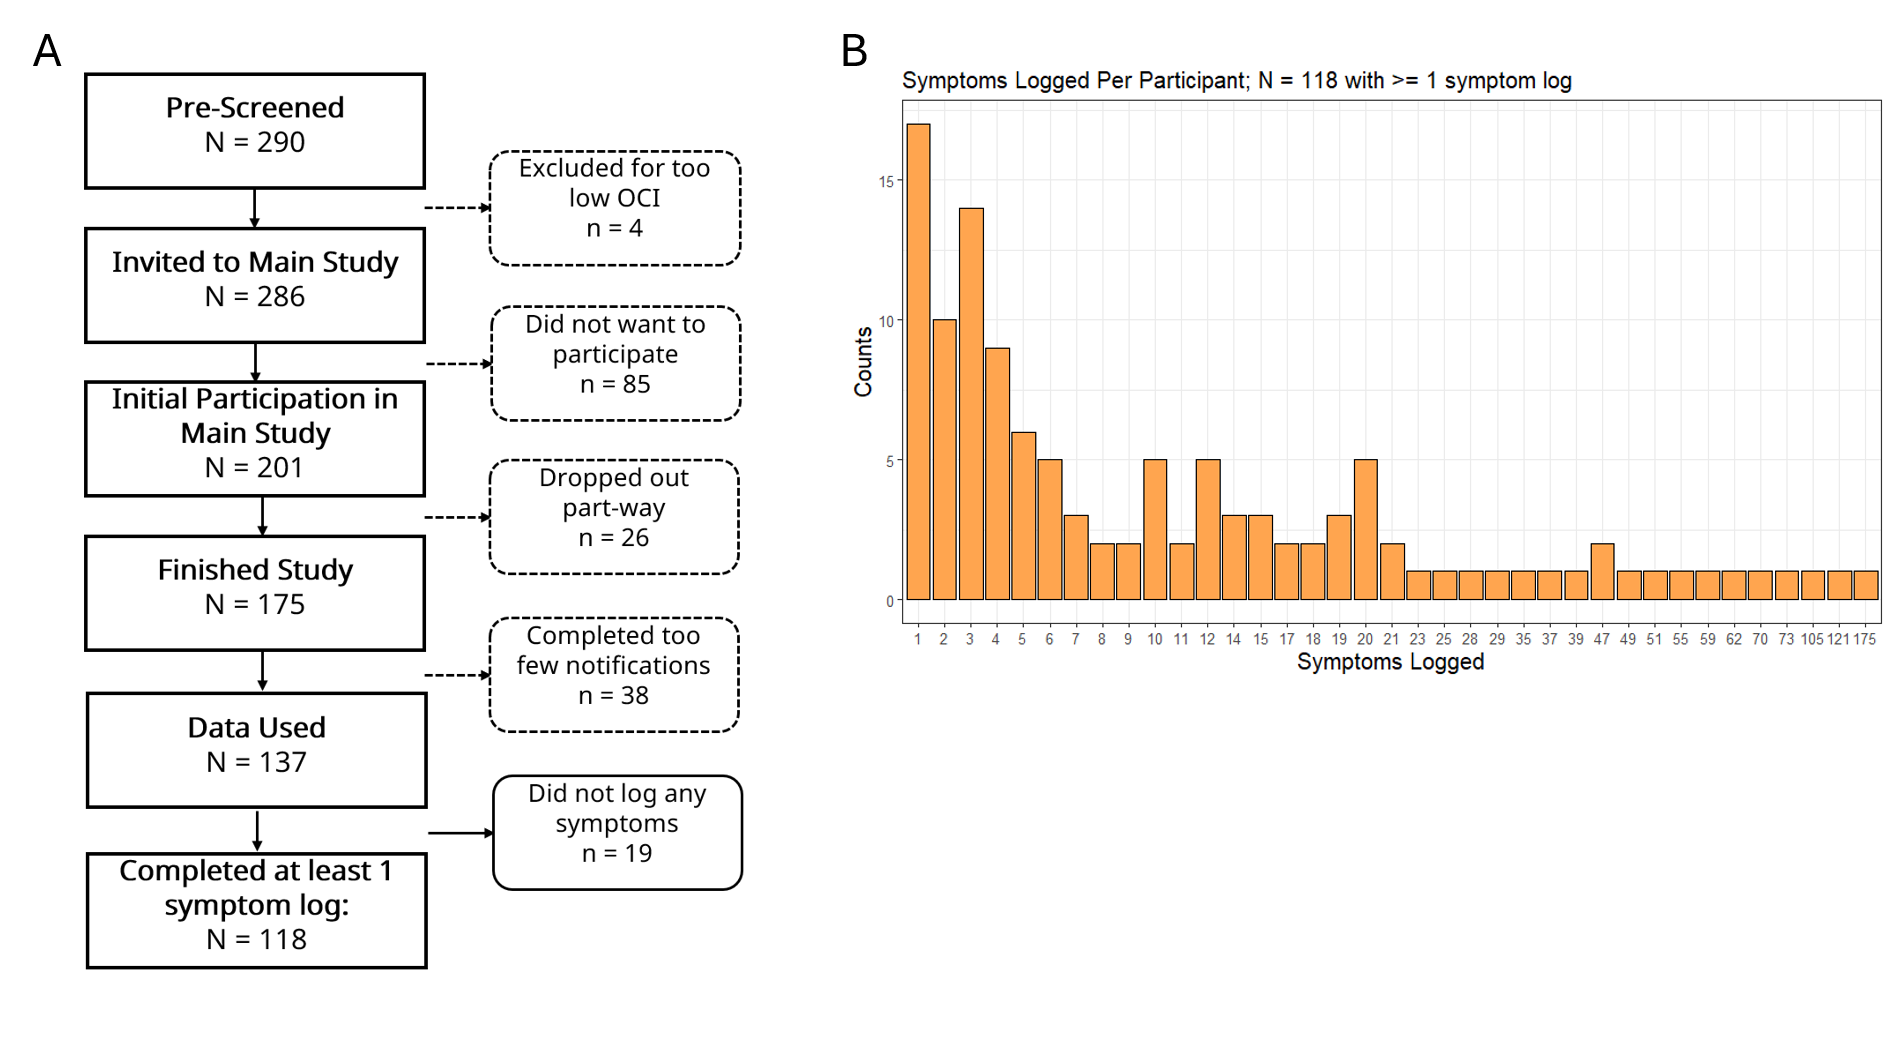 A
Pre-Screened
N = 290
Excluded for too
low OCI
n = 4
Invited to Main Study
N = 286
Did not want to
participate
n = 85
Initial Participation in
Main Study
N = 201
Dropped out
part-way
n = 26
Finished Study
N = 175
Completed too
few notifications
n = 38
Data Used
N = 137
Did not log any
symptoms
n = 19
Completed at least 1
symptom log:
N = 118
B
Symptoms Logged Per Participant; N = 118 with >= 1 symptom log
Counts
15
10
5
0
1 2 3 4 5 6 7 8 9 10 11 12 14 15 17 18 19 20 21 23 25 28 29 35 37 39 47 49 51 55 59 62 70 73 105 121 175
Symptoms Logged